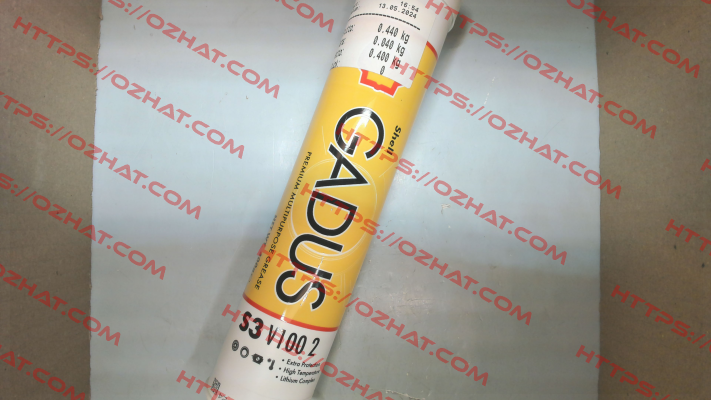 16:54
13.05.2024
0.440 kg
0.040 kg
0.400 kg
0
Shell
GADUS
PREMIUM MULTIPURPOSE GREASE
S3 V100 2
• Extra
• High Temperature
• Lithium Complex
HTTPS://OZHAT.COM